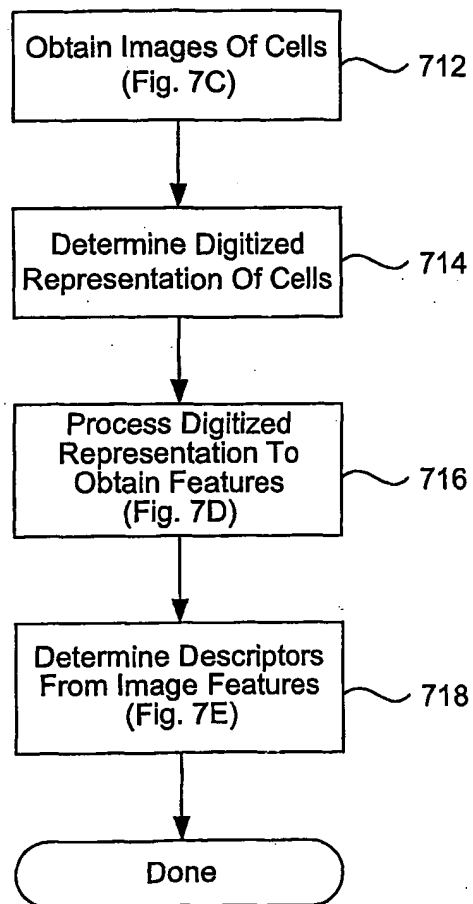 Obtain Images Of Cells
(Fig. 7C)
712
Determine Digitized
Representation Of Cells
714
Process Digitized
Representation To
Obtain Features
(Fig. 7D)
716
Determine Descriptors
From Image Features
(Fig. 7E)
718
Done